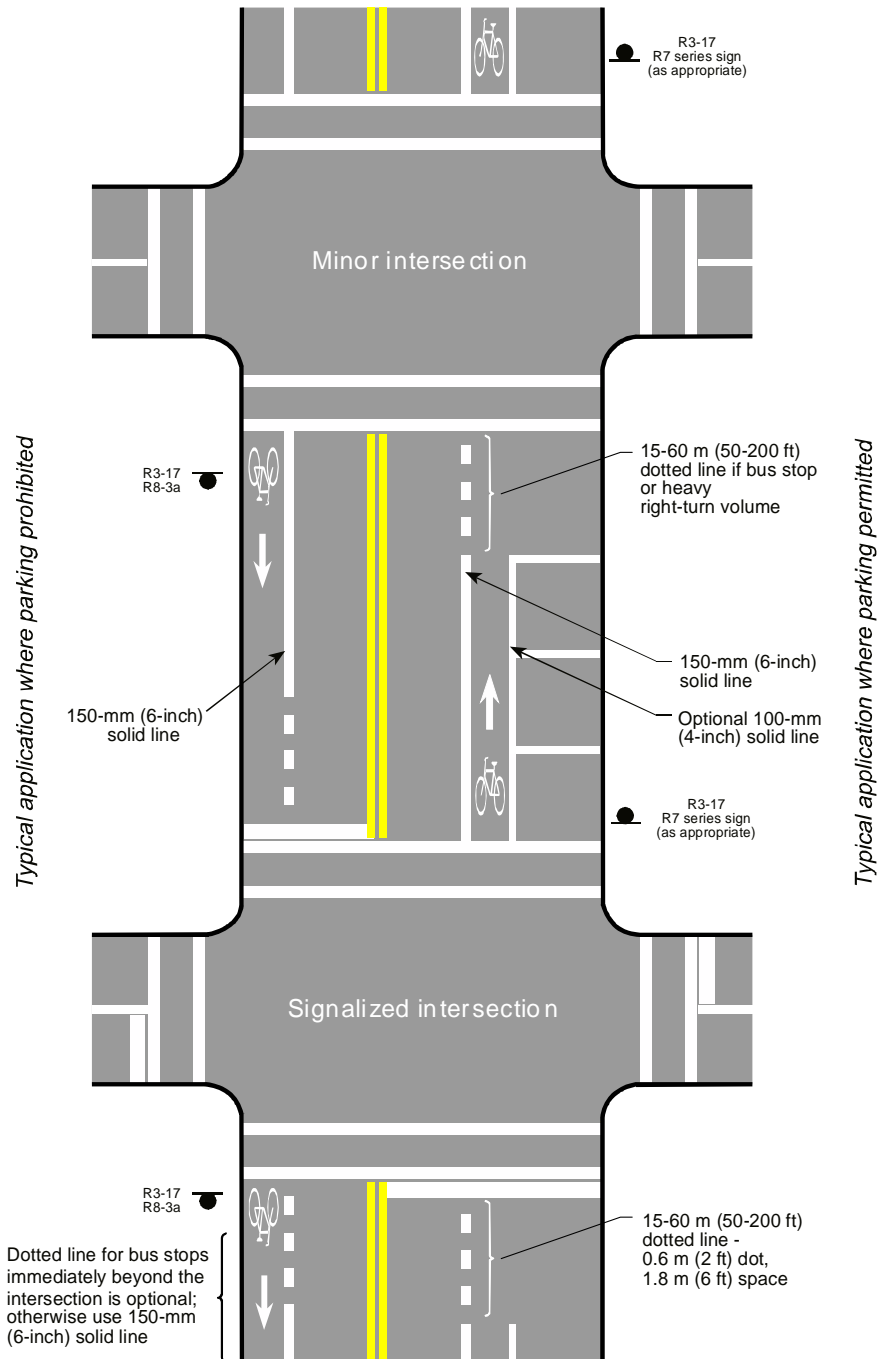 R3-17
R7 series sign
(as appropriate)
Minor intersection
Typical application where parking prohibited
Typical application where parking permitted
R3-17
R8-3a
15-60 m (50-200 ft)
dotted line if bus stop
or heavy
right-turn volume
150-mm (6-inch)
solid line
150-mm (6-inch)
solid line
Optional 100-mm
(4-inch) solid line
R3-17
R7 series sign
(as appropriate)
Signalized intersection
R3-17
R8-3a
Dotted line for bus stops
immediately beyond the
intersection is optional;
otherwise use 150-mm
(6-inch) solid line
15-60 m (50-200 ft)
dotted line -
0.6 m (2 ft) dot,
1.8 m (6 ft) space